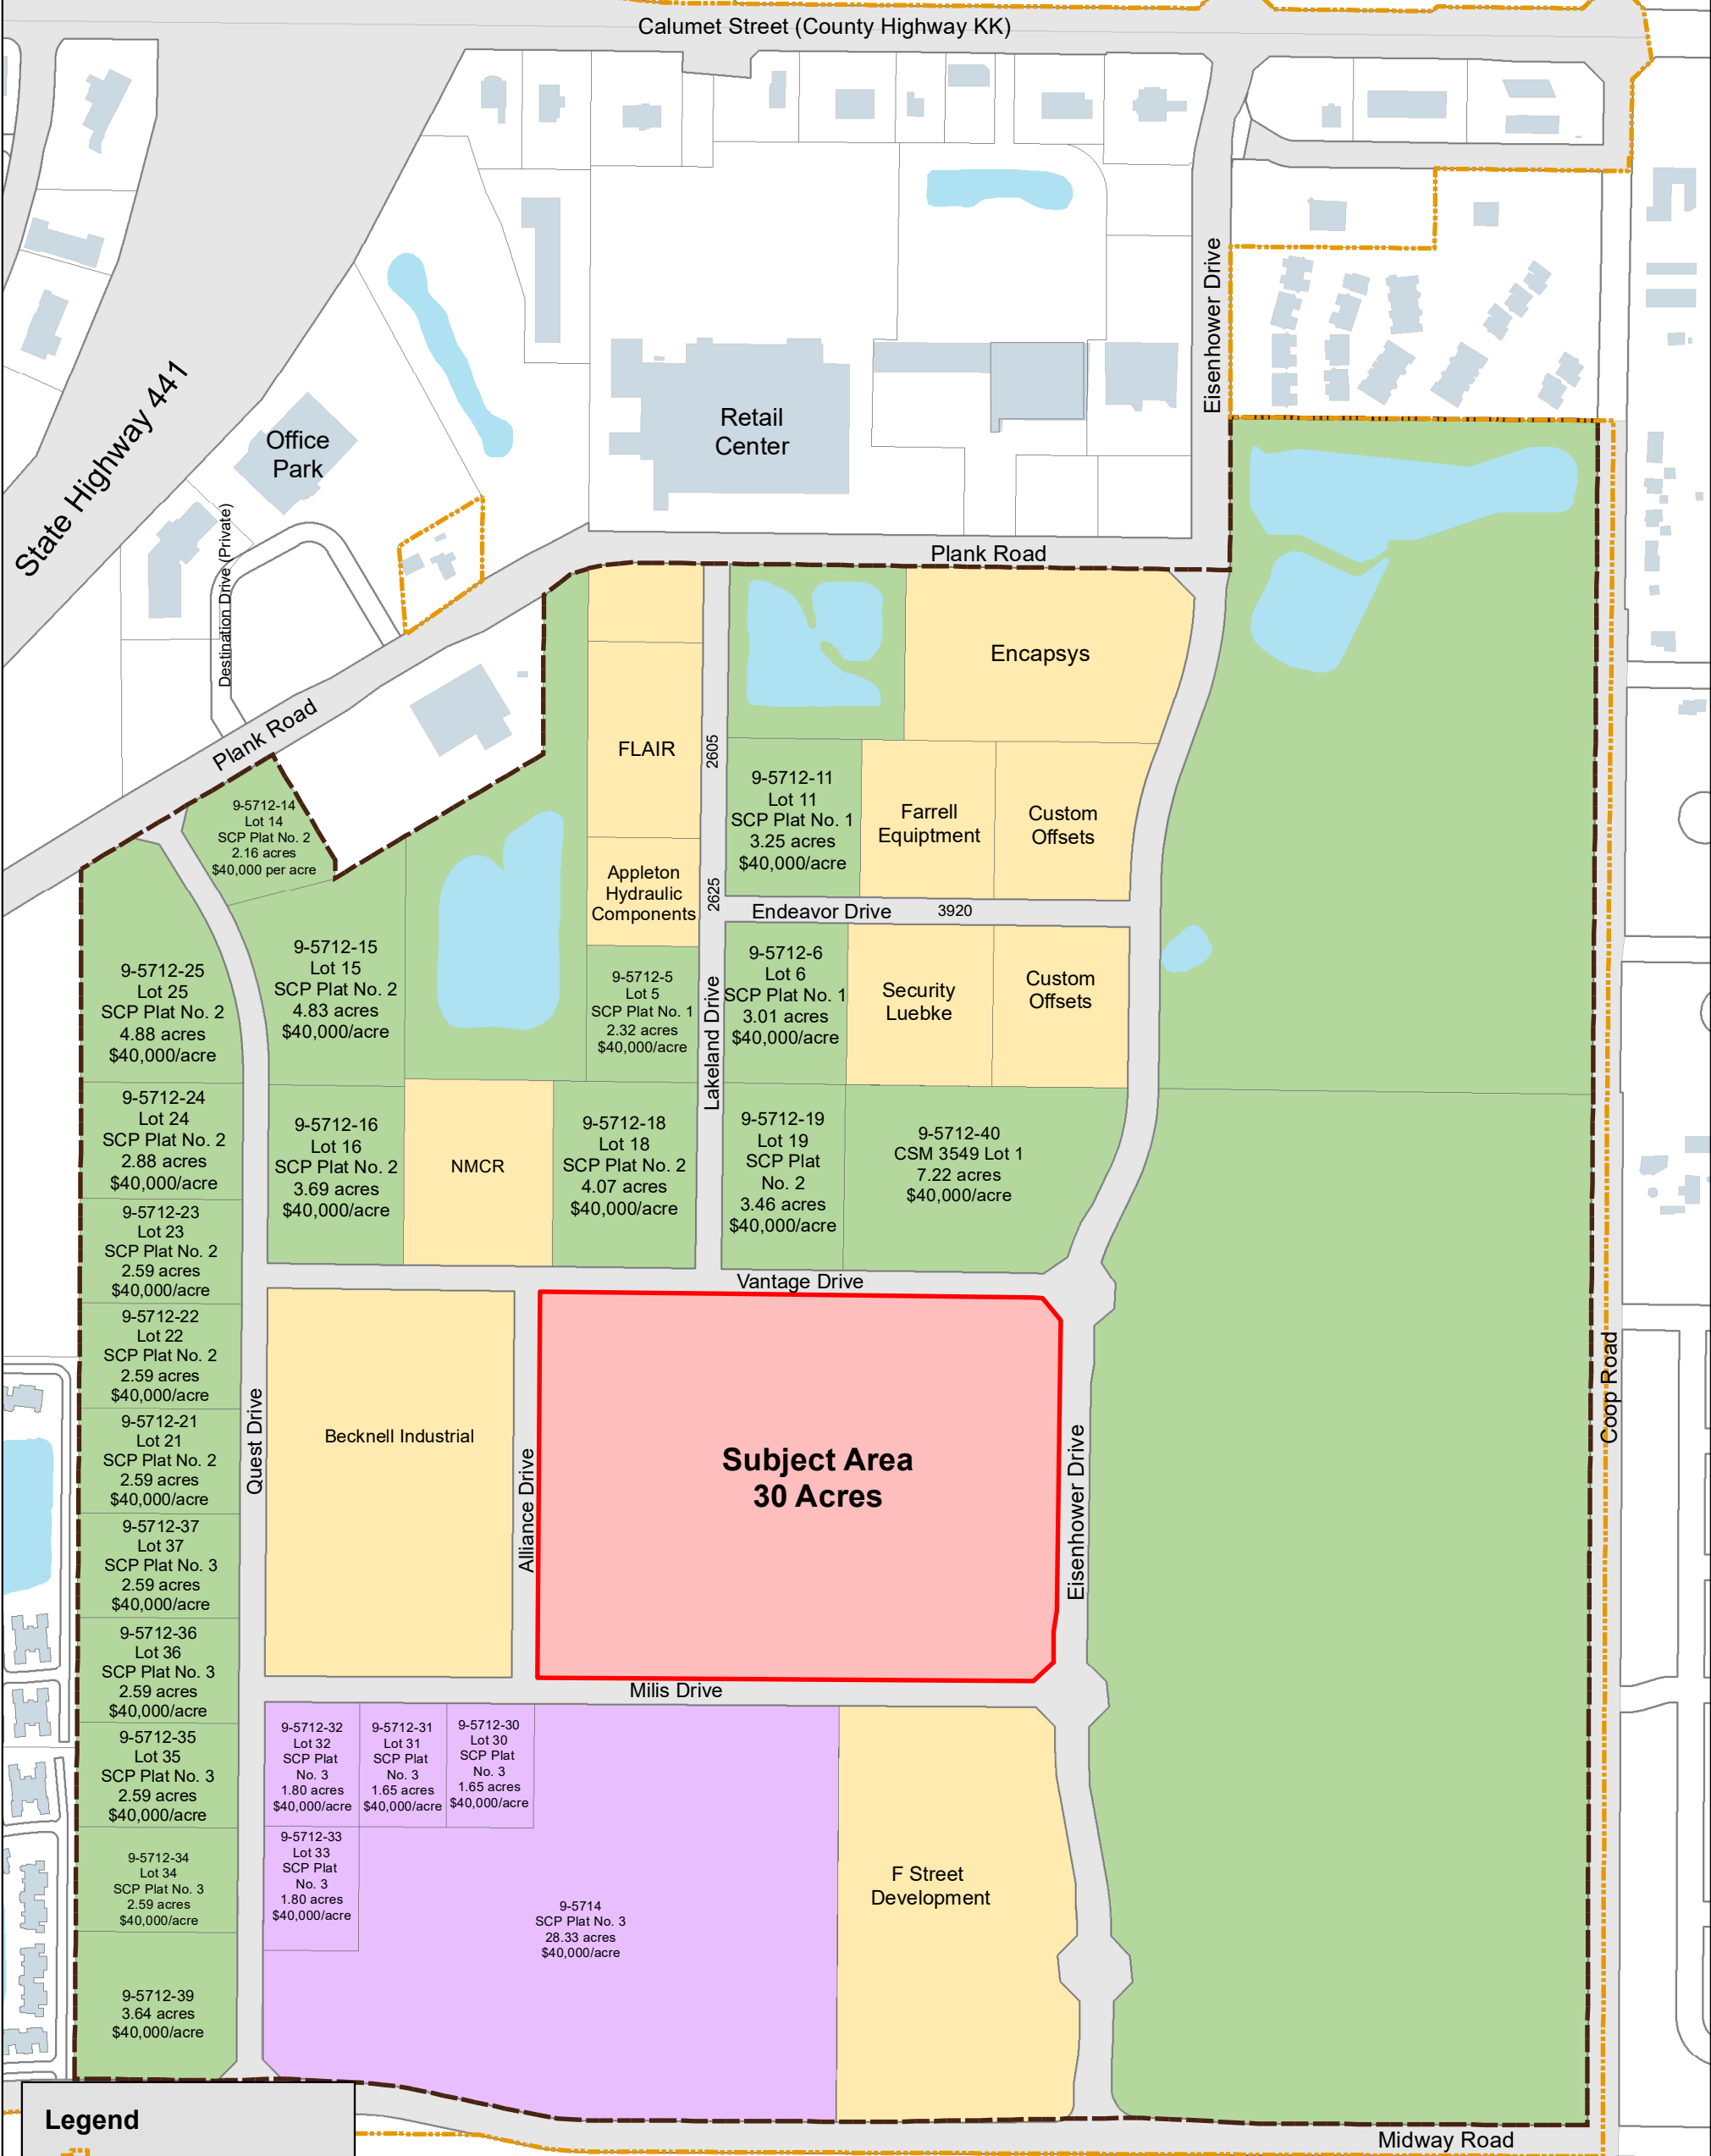 Calumet Street (County Highway KK)
State Highway 441
Office
Park
Retail
Center
Eisenhower Drive
Destination Drive (Private)
Plank Road
Plank Road
Encapsys
FLAIR
2605
9-5712-14
Lot 14
SCP Plat No. 2
2.16 acres
$40,000 per acre
9-5712-11
Lot 11
SCP Plat No. 1
3.25 acres
$40,000/acre
Farrell
Equiptment
Custom
Offsets
Appleton
Hydraulic
Components
2625
Endeavor Drive
3920
9-5712-25
Lot 25
SCP Plat No. 2
4.88 acres
$40,000/acre
9-5712-15
Lot 15
SCP Plat No. 2
4.83 acres
$40,000/acre
9-5712-5
Lot 5
SCP Plat No. 1
2.32 acres
$40,000/acre
Lakeland Drive
9-5712-6
Lot 6
SCP Plat No. 1
3.01 acres
$40,000/acre
Security
Luebke
Custom
Offsets
9-5712-24
Lot 24
SCP Plat No. 2
2.88 acres
$40,000/acre
9-5712-16
Lot 16
SCP Plat No. 2
3.69 acres
$40,000/acre
NMCR
9-5712-18
Lot 18
SCP Plat No. 2
4.07 acres
$40,000/acre
9-5712-19
Lot 19
SCP Plat
No. 2
3.46 acres
$40,000/acre
9-5712-40
CSM 3549 Lot 1
7.22 acres
$40,000/acre
9-5712-23
Lot 23
SCP Plat No. 2
2.59 acres
$40,000/acre
Vantage Drive
9-5712-22
Lot 22
SCP Plat No. 2
2.59 acres
$40,000/acre
Quest Drive
Becknell Industrial
Alliance Drive
Subject Area
30 Acres
Eisenhower Drive
Coop Road
9-5712-21
Lot 21
SCP Plat No. 2
2.59 acres
$40,000/acre
9-5712-37
Lot 37
SCP Plat No. 3
2.59 acres
$40,000/acre
9-5712-36
Lot 36
SCP Plat No. 3
2.59 acres
$40,000/acre
Milis Drive
9-5712-35
Lot 35
SCP Plat No. 3
2.59 acres
$40,000/acre
9-5712-32
Lot 32
SCP Plat
No. 3
1.80 acres
$40,000/acre
9-5712-31
Lot 31
SCP Plat
No. 3
1.65 acres
$40,000/acre
9-5712-30
Lot 30
SCP Plat
No. 3
1.65 acres
$40,000/acre
9-5712-33
Lot 33
SCP Plat
No. 3
1.80 acres
$40,000/acre
9-5712-34
Lot 34
SCP Plat No. 3
2.59 acres
$40,000/acre
9-5714
SCP Plat No. 3
28.33 acres
$40,000/acre
F Street
Development
9-5712-39
3.64 acres
$40,000/acre
Legend
Midway Road